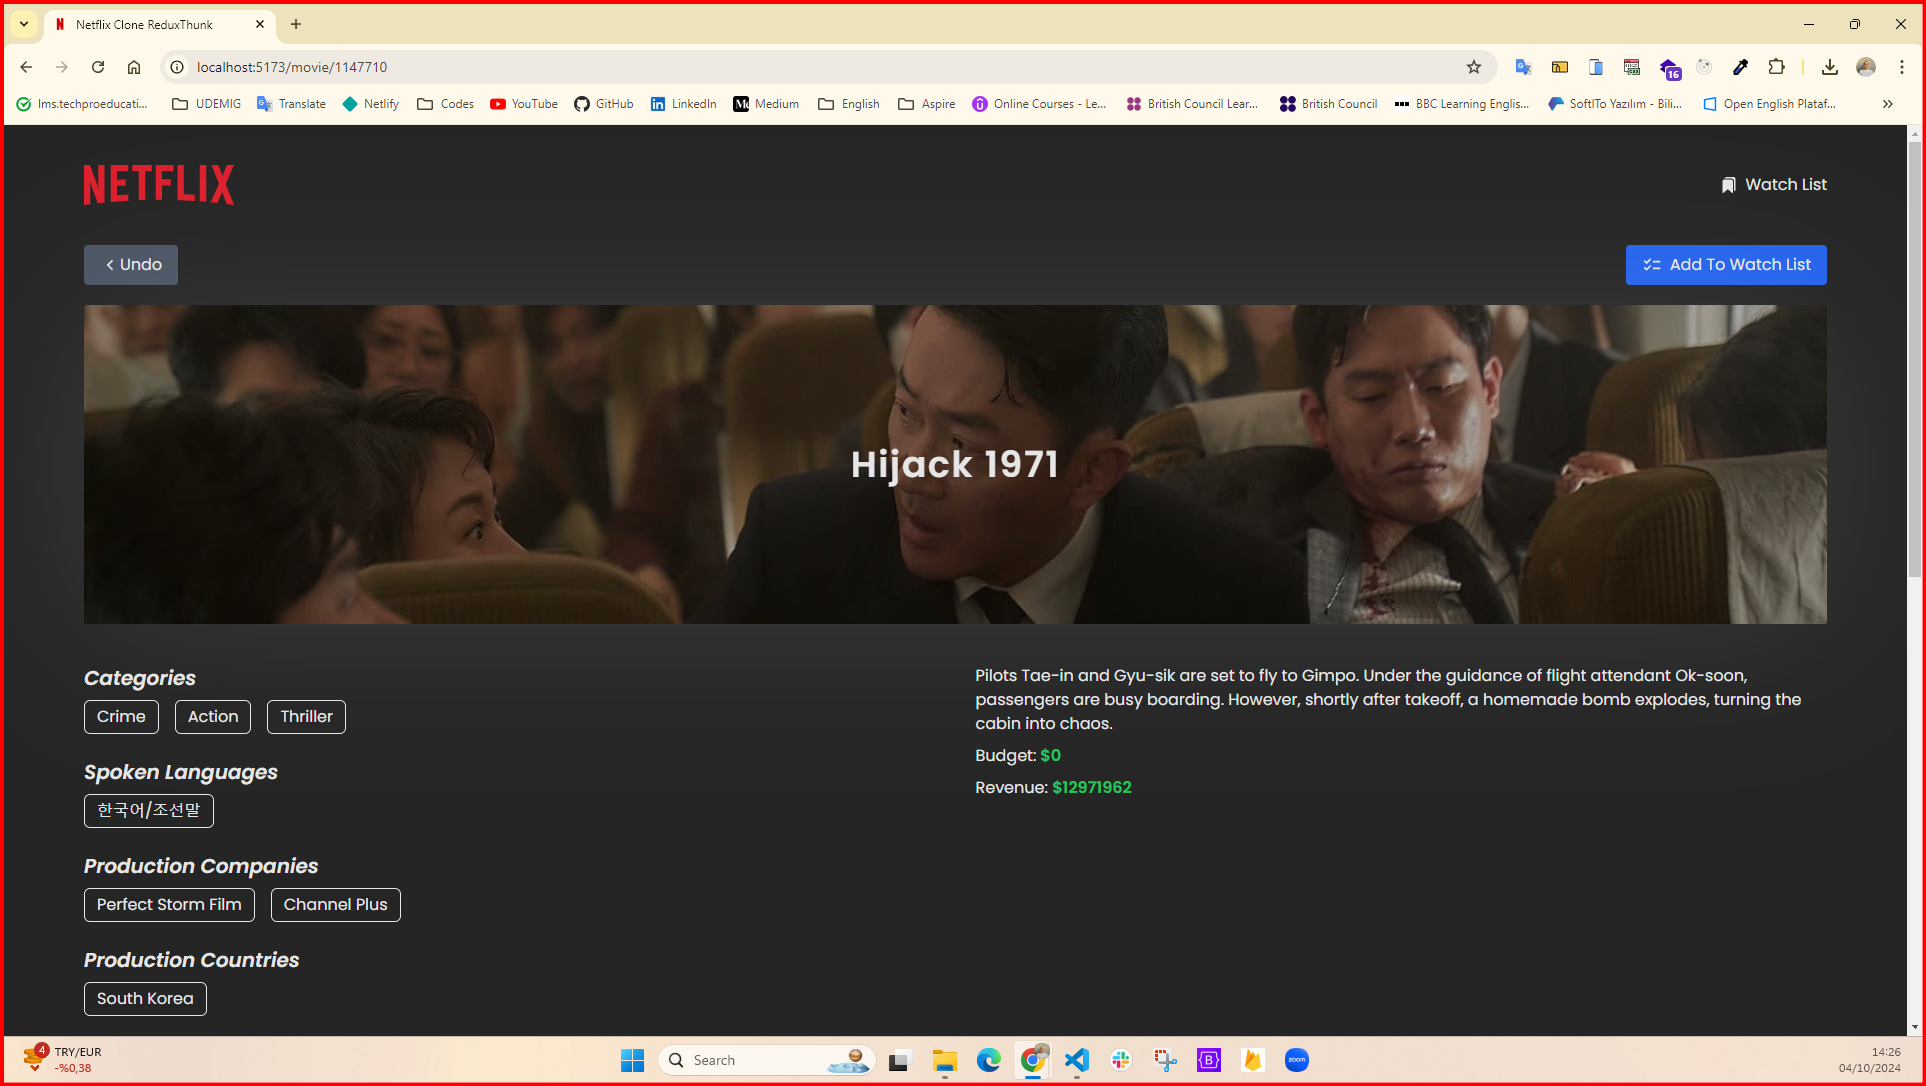 Netflix Clone ReduxThunk
localhost:5173/movie/1147710
16
lms.techproeducati... UDEMIG Translate Netlify Codes YouTube GitHub LinkedIn Medium English Aspire Online Courses - Le... British Council Lear... British Council BBC Learning Englis... SoftITo Yazılım - Bili... Open English Plataf...
NETFLIX
Watch List
Undo
Add To Watch List
Hijack 1971
Categories
Crime Action Thriller
Spoken Languages
한국어/조선말
Production Companies
Perfect Storm Film Channel Plus
Production Countries
South Korea
Pilots Tae-in and Gyu-sik are set to fly to Gimpo. Under the guidance of flight attendant Ok-soon,
passengers are busy boarding. However, shortly after takeoff, a homemade bomb explodes, turning the
cabin into chaos.
Budget: $0
Revenue: $12971962
4
TRY/EUR
-%0,38
Search
zoom
14:26
04/10/2024